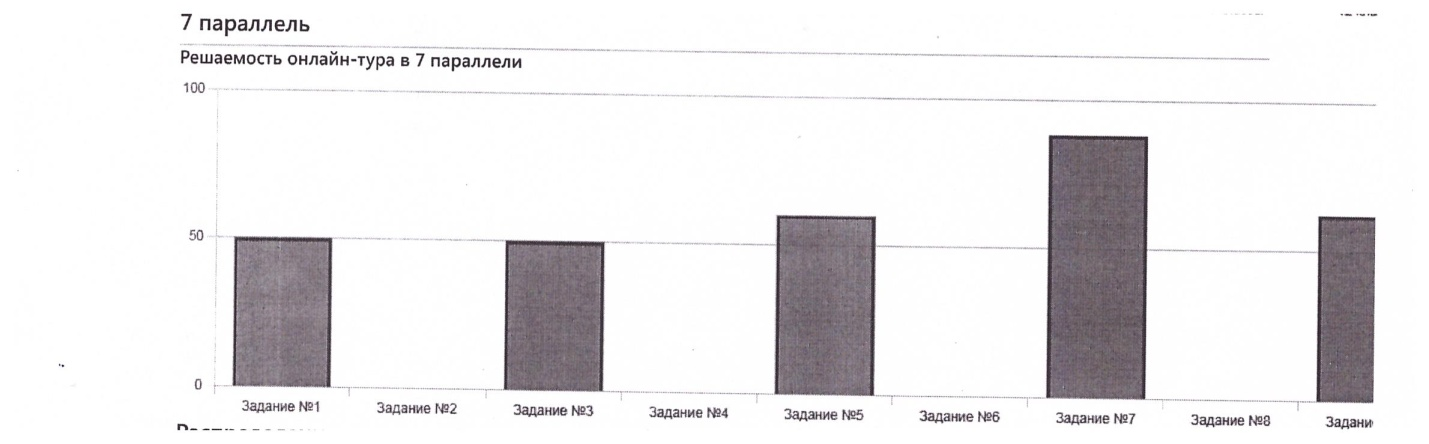 7 параллель
Решаемость онлайн-тура в 7 параллели
100
50
0
Задание №1 Задание №2 Задание №3 Задание №4 Задание №5 Задание №6 Задание №7 Задание №8 Задани